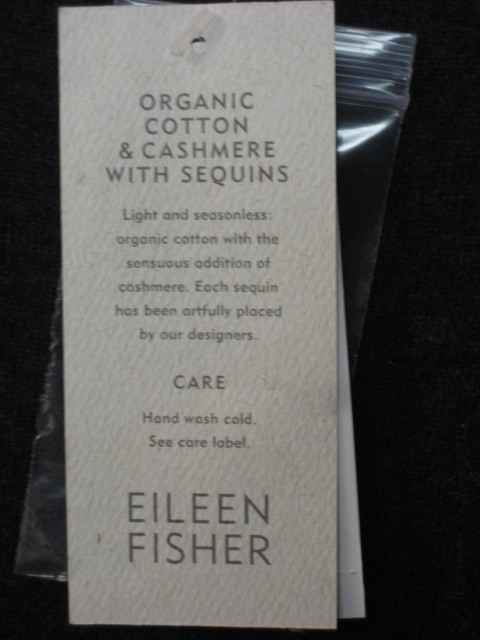 ORGANIC
COTTON
& CASHMERE
WITH SEQUINS
Light and seasonless:
organic cotton with the
sensuous addition of
cashmere. Each sequin
has been artfully placed
by our designers.
CARE
Hand wash cold.
See care label.
EILEEN
FISHER